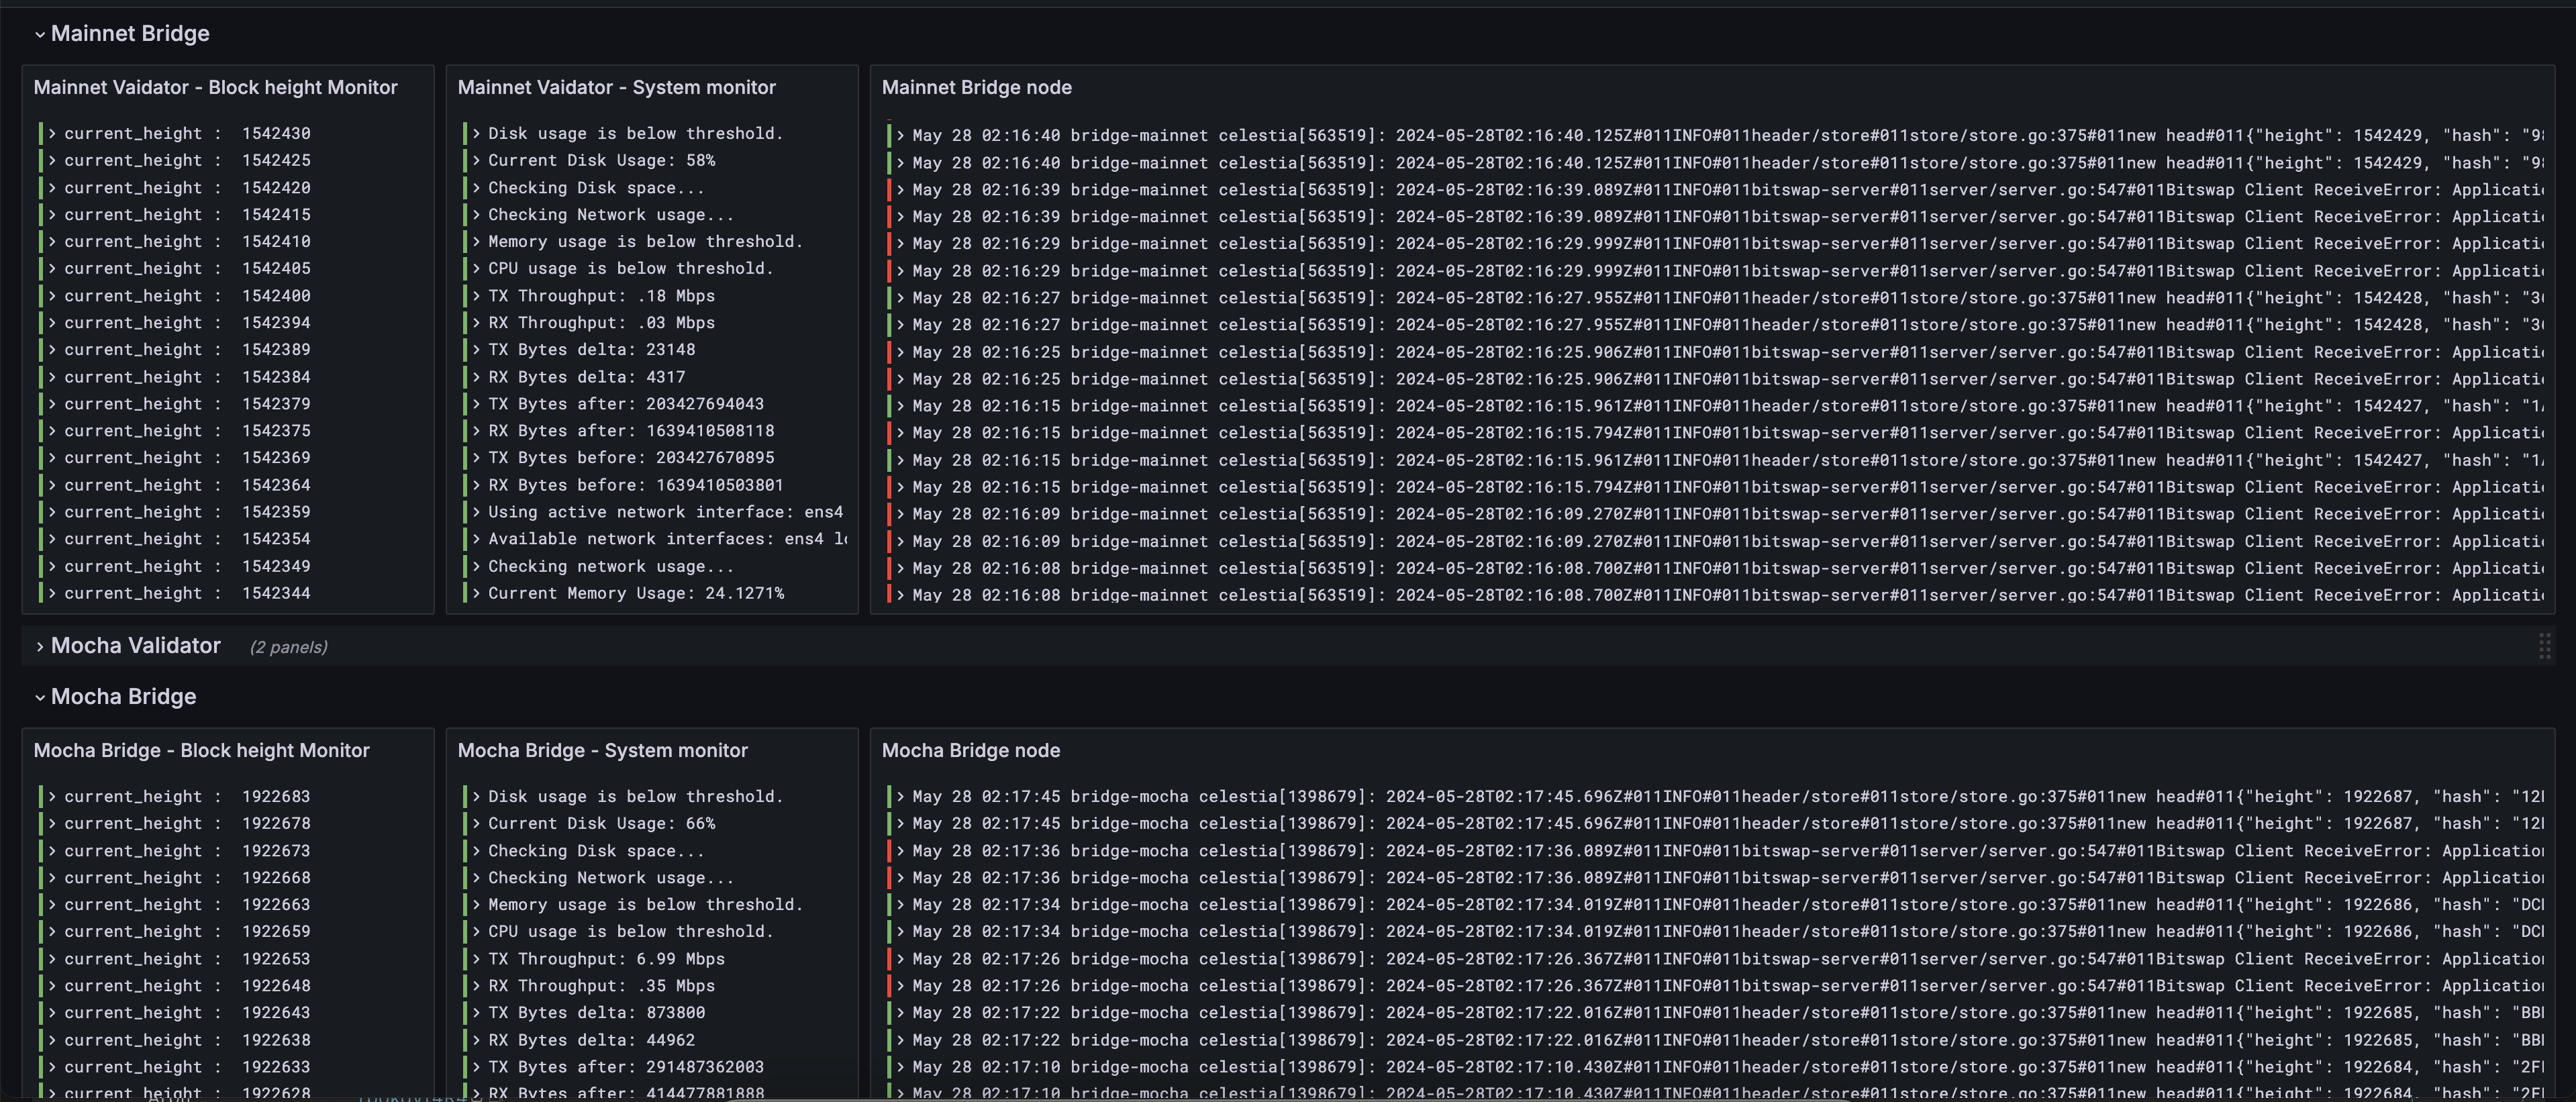 Mainnet Bridge
Mainnet Vaidator - Block height Monitor
current_height : 1542430
current_height : 1542425
current_height : 1542420
current_height : 1542415
current_height : 1542410
current_height : 1542405
current_height : 1542400
current_height : 1542394
current_height : 1542389
current_height : 1542384
current_height : 1542379
current_height : 1542375
current_height : 1542369
current_height : 1542364
current_height : 1542359
current_height : 1542354
current_height : 1542349
current_height : 1542344
Mainnet Vaidator - System monitor
Disk usage is below threshold.
Current Disk Usage: 58%
Checking Disk space...
Checking Network usage...
Memory usage is below threshold.
CPU usage is below threshold.
TX Throughput: .18 Mbps
RX Throughput: .03 Mbps
TX Bytes delta: 23148
RX Bytes delta: 4317
TX Bytes after: 203427694043
RX Bytes after: 1639410508118
TX Bytes before: 203427670895
RX Bytes before: 1639410503801
Using active network interface: ens4
Available network interfaces: ens4
Checking network usage...
Current Memory Usage: 24.1271%
Mainnet Bridge node
May 28 02:16:40 bridge-mainnet celestia[563519]: 2024-05-28T02:16:40.125Z#011INFO#011header/store#011store/store.go:375#011new head#011{"height": 1542429, "hash": "98
May 28 02:16:40 bridge-mainnet celestia[563519]: 2024-05-28T02:16:40.125Z#011INFO#011header/store#011store/store.go:375#011new head#011{"height": 1542429, "hash": "98
May 28 02:16:39 bridge-mainnet celestia[563519]: 2024-05-28T02:16:39.089Z#011INFO#011bitswap-server#011server/server.go:547#011Bitswap Client ReceiveError: Applicati
May 28 02:16:39 bridge-mainnet celestia[563519]: 2024-05-28T02:16:39.089Z#011INFO#011bitswap-server#011server/server.go:547#011Bitswap Client ReceiveError: Applicati
May 28 02:16:29 bridge-mainnet celestia[563519]: 2024-05-28T02:16:29.999Z#011INFO#011bitswap-server#011server/server.go:547#011Bitswap Client ReceiveError: Applicati
May 28 02:16:29 bridge-mainnet celestia[563519]: 2024-05-28T02:16:29.999Z#011INFO#011bitswap-server#011server/server.go:547#011Bitswap Client ReceiveError: Applicati
May 28 02:16:27 bridge-mainnet celestia[563519]: 2024-05-28T02:16:27.955Z#011INFO#011header/store#011store/store.go:375#011new head#011{"height": 1542428, "hash": "36
May 28 02:16:27 bridge-mainnet celestia[563519]: 2024-05-28T02:16:27.955Z#011INFO#011header/store#011store/store.go:375#011new head#011{"height": 1542428, "hash": "36
May 28 02:16:25 bridge-mainnet celestia[563519]: 2024-05-28T02:16:25.906Z#011INFO#011bitswap-server#011server/server.go:547#011Bitswap Client ReceiveError: Applicati
May 28 02:16:25 bridge-mainnet celestia[563519]: 2024-05-28T02:16:25.906Z#011INFO#011bitswap-server#011server/server.go:547#011Bitswap Client ReceiveError: Applicati
May 28 02:16:15 bridge-mainnet celestia[563519]: 2024-05-28T02:16:15.961Z#011INFO#011header/store#011store/store.go:375#011new head#011{"height": 1542427, "hash": "1A
May 28 02:16:15 bridge-mainnet celestia[563519]: 2024-05-28T02:16:15.794Z#011INFO#011bitswap-server#011server/server.go:547#011Bitswap Client ReceiveError: Applicati
May 28 02:16:15 bridge-mainnet celestia[563519]: 2024-05-28T02:16:15.961Z#011INFO#011header/store#011store/store.go:375#011new head#011{"height": 1542427, "hash": "1A
May 28 02:16:15 bridge-mainnet celestia[563519]: 2024-05-28T02:16:15.794Z#011INFO#011bitswap-server#011server/server.go:547#011Bitswap Client ReceiveError: Applicati
May 28 02:16:09 bridge-mainnet celestia[563519]: 2024-05-28T02:16:09.270Z#011INFO#011bitswap-server#011server/server.go:547#011Bitswap Client ReceiveError: Applicati
May 28 02:16:09 bridge-mainnet celestia[563519]: 2024-05-28T02:16:09.270Z#011INFO#011bitswap-server#011server/server.go:547#011Bitswap Client ReceiveError: Applicati
May 28 02:16:08 bridge-mainnet celestia[563519]: 2024-05-28T02:16:08.700Z#011INFO#011bitswap-server#011server/server.go:547#011Bitswap Client ReceiveError: Applicati
May 28 02:16:08 bridge-mainnet celestia[563519]: 2024-05-28T02:16:08.700Z#011INFO#011bitswap-server#011server/server.go:547#011Bitswap Client ReceiveError: Applicati
Mocha Validator (2 panels)
Mocha Bridge
Mocha Bridge - Block height Monitor
current_height : 1922683
current_height : 1922678
current_height : 1922673
current_height : 1922668
current_height : 1922663
current_height : 1922659
current_height : 1922653
current_height : 1922648
current_height : 1922643
current_height : 1922638
current_height : 1922633
current_height : 1922628
Mocha Bridge - System monitor
Disk usage is below threshold.
Current Disk Usage: 66%
Checking Disk space...
Checking Network usage...
Memory usage is below threshold.
CPU usage is below threshold.
TX Throughput: 6.99 Mbps
RX Throughput: .35 Mbps
TX Bytes delta: 873800
RX Bytes delta: 44962
TX Bytes after: 291487362003
RX Bytes after: 414477881888
Mocha Bridge node
May 28 02:17:45 bridge-mocha celestia[1398679]: 2024-05-28T02:17:45.696Z#011INFO#011header/store#011store/store.go:375#011new head#011{"height": 1922687, "hash": "12
May 28 02:17:45 bridge-mocha celestia[1398679]: 2024-05-28T02:17:45.696Z#011INFO#011header/store#011store/store.go:375#011new head#011{"height": 1922687, "hash": "12
May 28 02:17:36 bridge-mocha celestia[1398679]: 2024-05-28T02:17:36.089Z#011INFO#011bitswap-server#011server/server.go:547#011Bitswap Client ReceiveError: Application
May 28 02:17:36 bridge-mocha celestia[1398679]: 2024-05-28T02:17:36.089Z#011INFO#011bitswap-server#011server/server.go:547#011Bitswap Client ReceiveError: Application
May 28 02:17:34 bridge-mocha celestia[1398679]: 2024-05-28T02:17:34.019Z#011INFO#011header/store#011store/store.go:375#011new head#011{"height": 1922686, "hash": "DC
May 28 02:17:34 bridge-mocha celestia[1398679]: 2024-05-28T02:17:34.019Z#011INFO#011header/store#011store/store.go:375#011new head#011{"height": 1922686, "hash": "DC
May 28 02:17:26 bridge-mocha celestia[1398679]: 2024-05-28T02:17:26.367Z#011INFO#011bitswap-server#011server/server.go:547#011Bitswap Client ReceiveError: Application
May 28 02:17:26 bridge-mocha celestia[1398679]: 2024-05-28T02:17:26.367Z#011INFO#011bitswap-server#011server/server.go:547#011Bitswap Client ReceiveError: Application
May 28 02:17:22 bridge-mocha celestia[1398679]: 2024-05-28T02:17:22.016Z#011INFO#011header/store#011store/store.go:375#011new head#011{"height": 1922685, "hash": "BB
May 28 02:17:22 bridge-mocha celestia[1398679]: 2024-05-28T02:17:22.016Z#011INFO#011header/store#011store/store.go:375#011new head#011{"height": 1922685, "hash": "BB
May 28 02:17:10 bridge-mocha celestia[1398679]: 2024-05-28T02:17:10.430Z#011INFO#011header/store#011store/store.go:375#011new head#011{"height": 1922684, "hash": "2F
May 28 02:17:10 bridge-mocha celestia[1398679]: 2024-05-28T02:17:10.430Z#011INFO#011header/store#011store/store.go:375#011new head#011{"height": 1922684, "hash": "2F